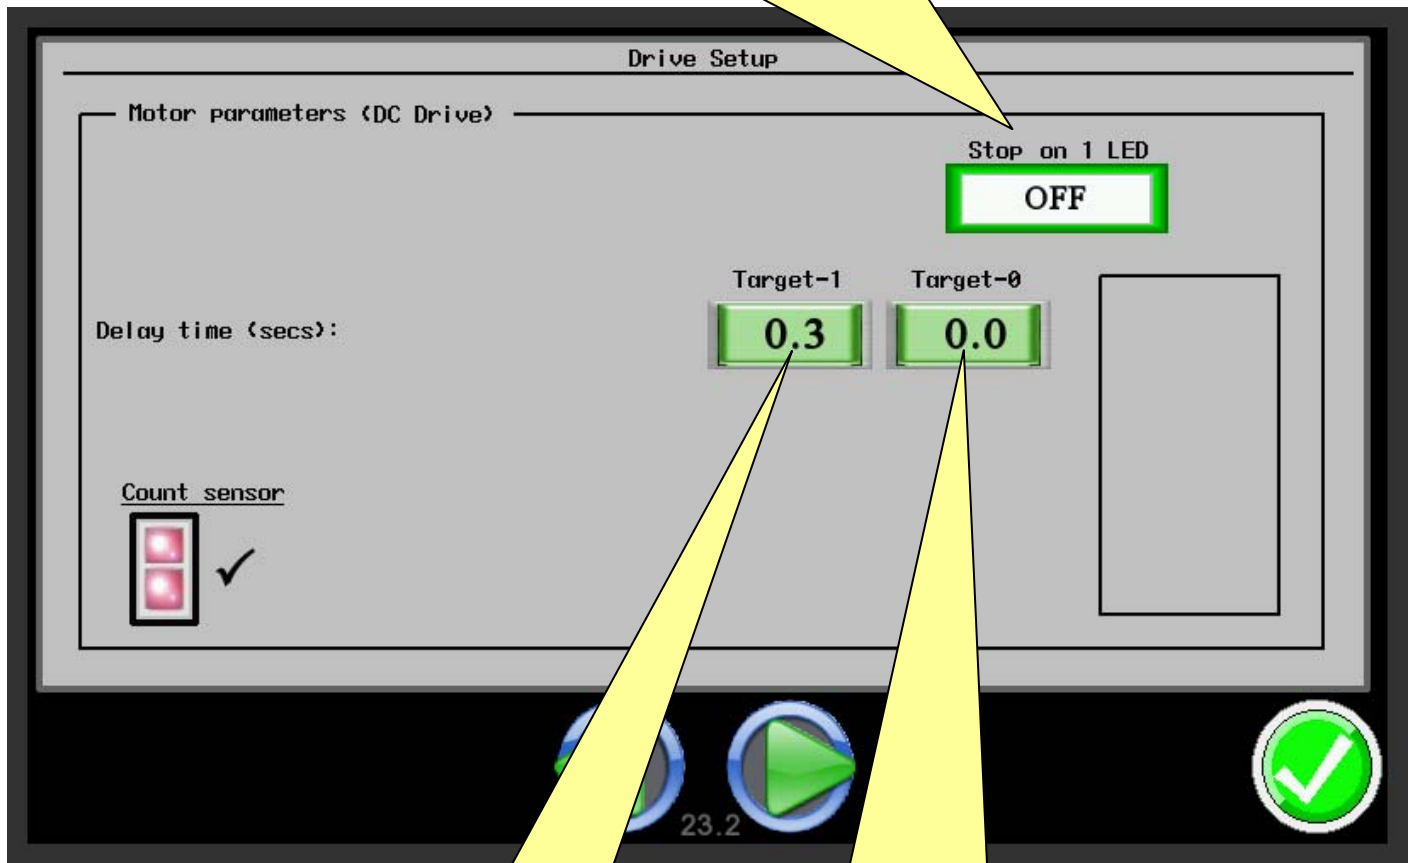 Drive Setup
Motor parameters (DC Drive)
Stop on 1 LED
OFF
Target-1 Target-0
Delay time (secs): 0.3 0.0
Count sensor
23.2